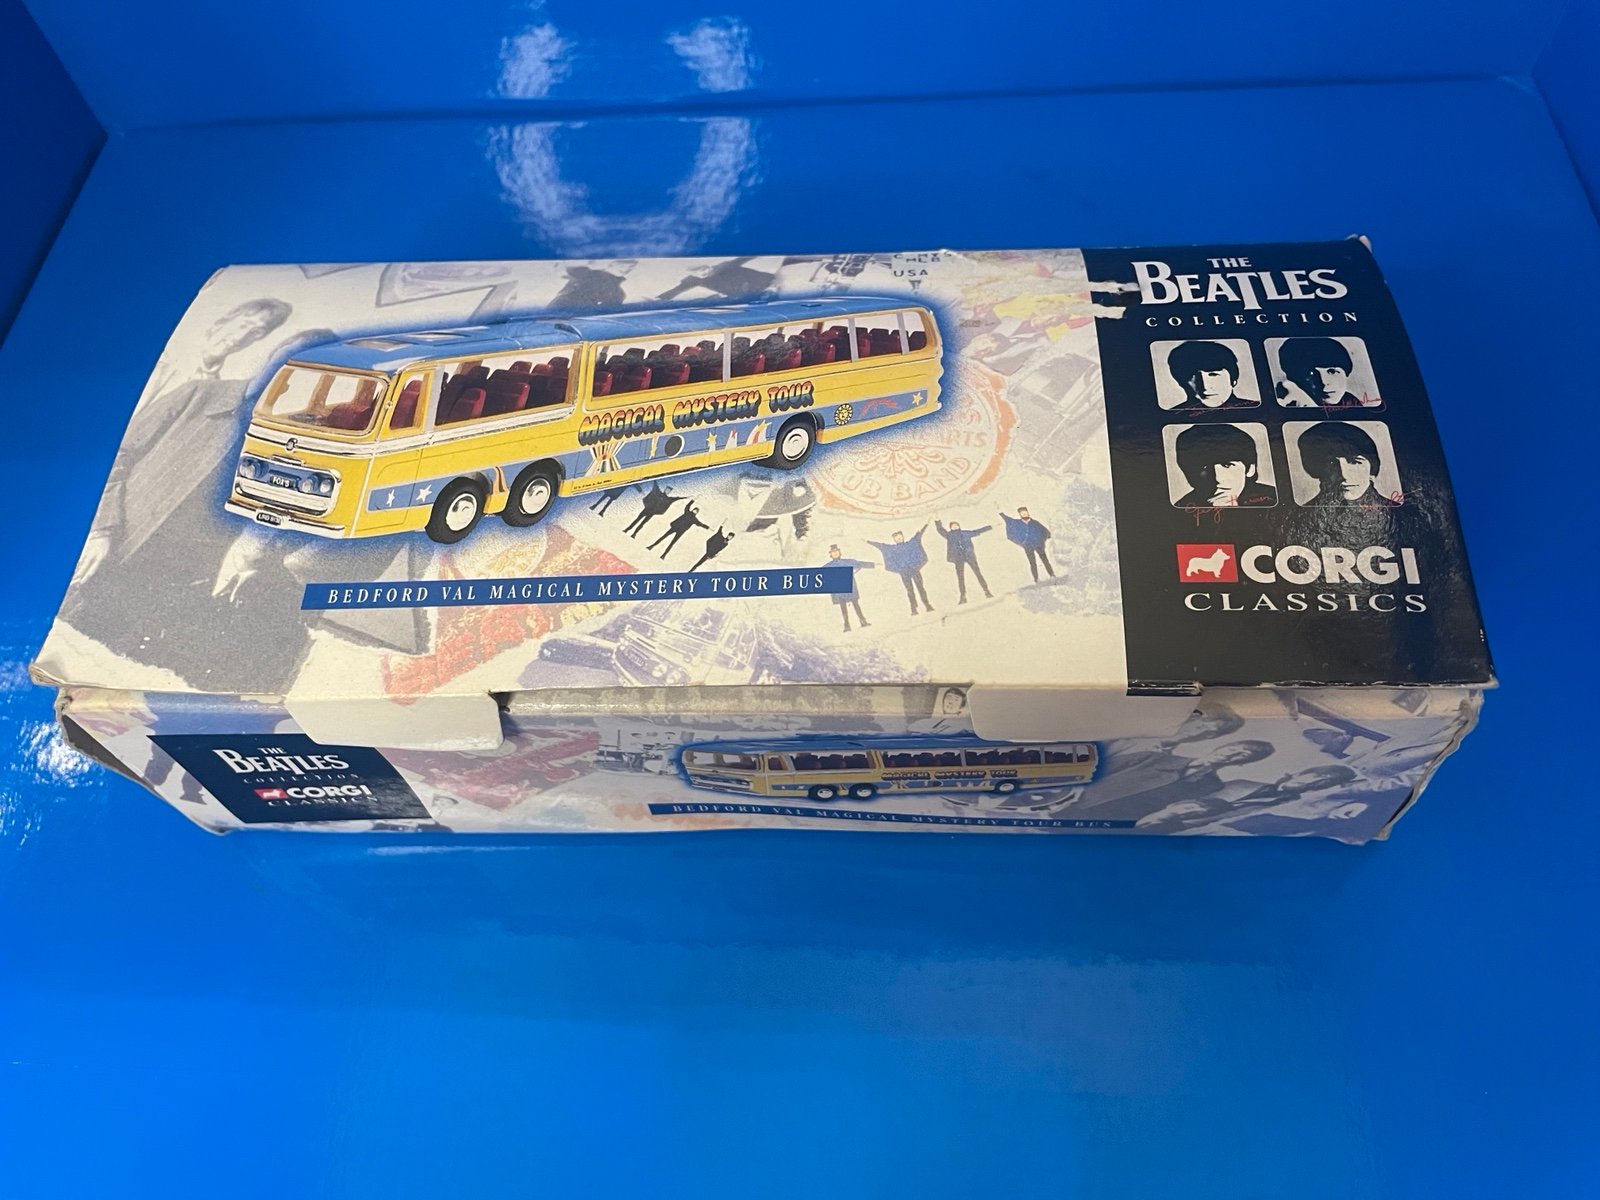 THE
BEATLES
COLLECTION
USA
MAGICAL MYSTERY TOUR
FOX'S
BEDFORD VAL MAGICAL MYSTERY TOUR BUS
CORGI
CLASSICS
THE
BEATLES
COLLECTION
CORGI
CLASSICS
MAGICAL MYSTERY TOUR
BEDFORD VAL MAGICAL MYSTERY TOUR BUS